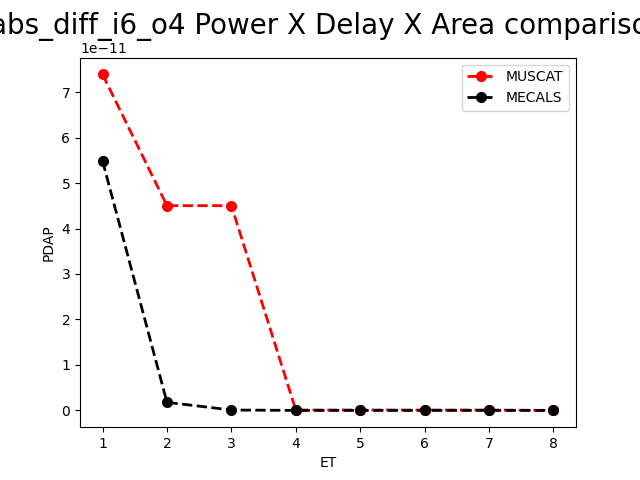 abs_diff_i6_o4 Power X Delay X Area compariso
1e−11
MUSCAT
MECALS
7
6
5
4
3
2
1
0
PDAP
1 2 3 4 5 6 7 8
ET